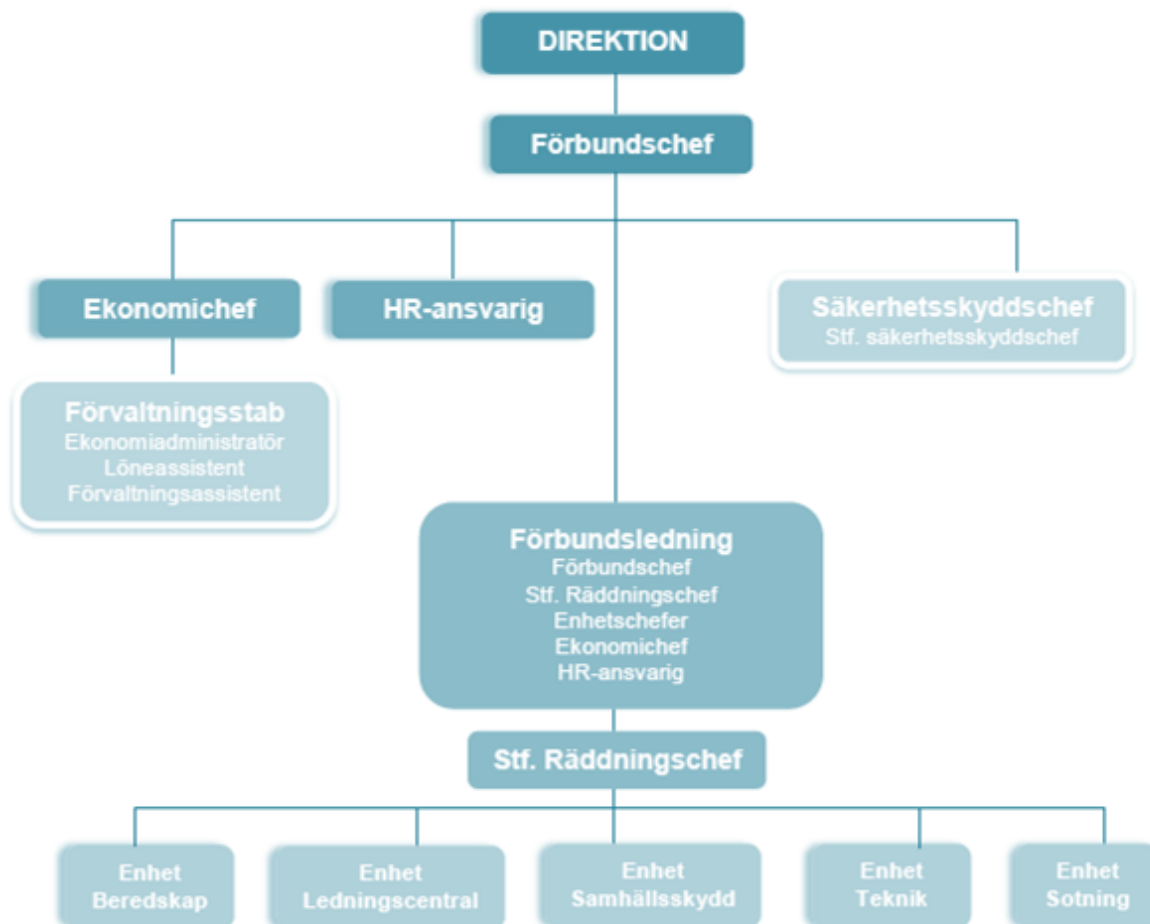 DIREKTION
Förbundschef
Ekonomichef
HR-ansvarig
Säkerhetsskyddschef
Stf. säkerhetsskyddschef
Förvaltningsstab
Ekonomiadministratör
Löneassistent
Förvaltningsassistent
Förbundsledning
Förbundschef
Stf. Räddningschef
Enhetschefer
Ekonomichef
HR-ansvarig
Stf. Räddningschef
Enhet
Beredskap
Enhet
Ledningscentral
Enhet
Samhällsskydd
Enhet
Teknik
Enhet
Sotning